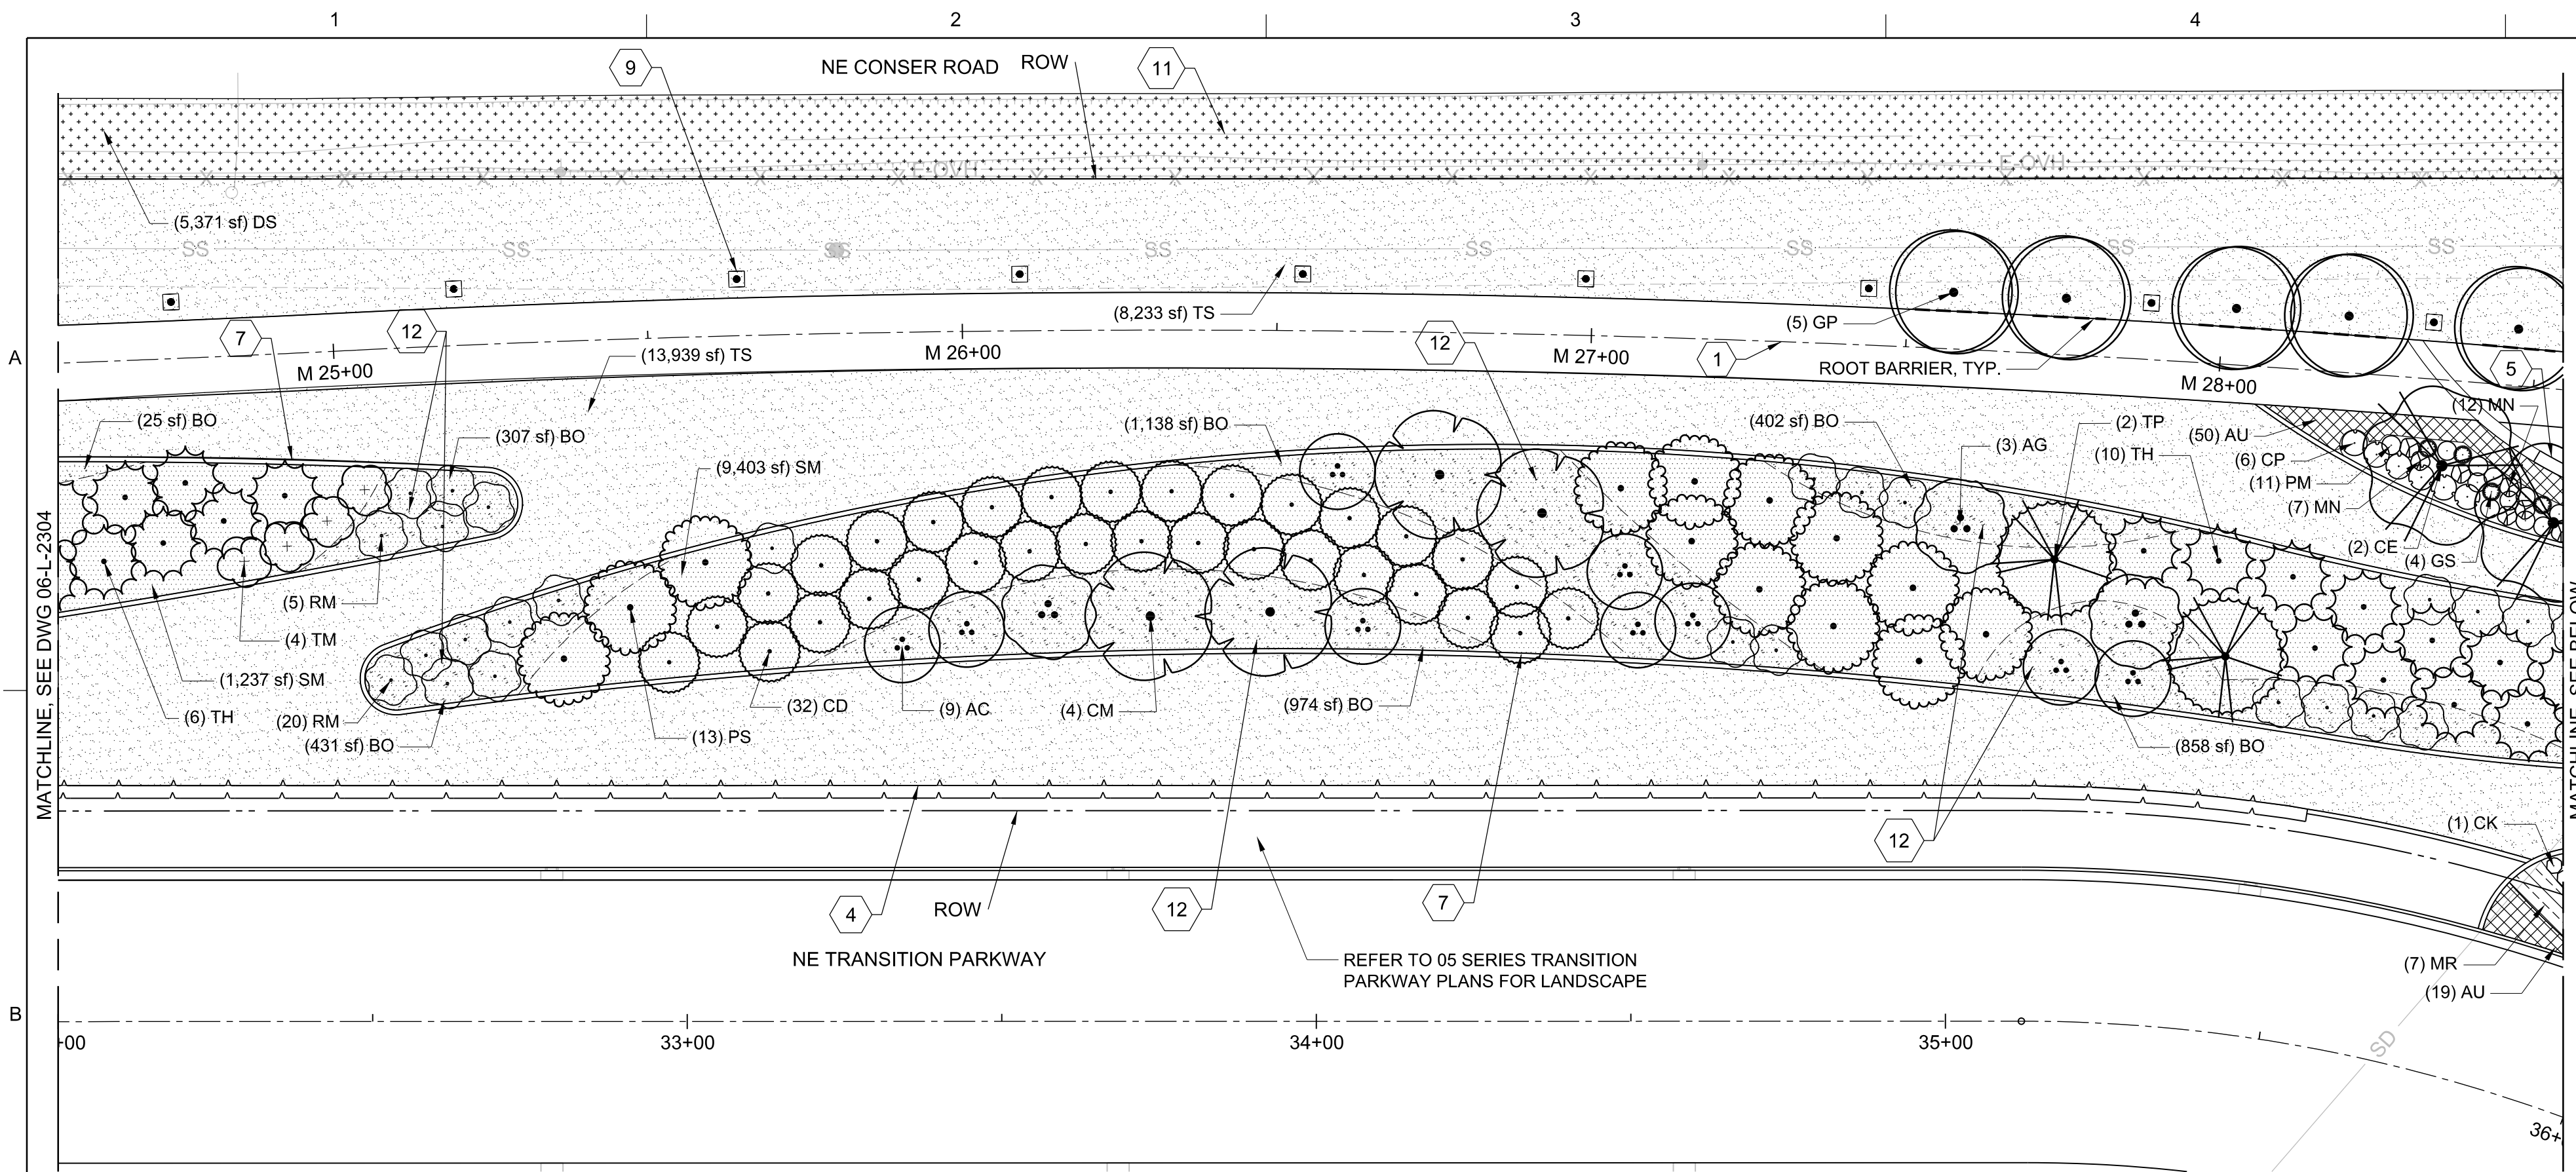 1
2
3
4
9
NE CONSER ROAD
ROW
11
E-OVH
E-OVH
(5,371 sf) DS
SS
SS
SS
SS
SS
SS
SS
SS
(8,233 sf) TS
(5) GP
7
12
12
1
5
A
M 25+00
(13,939 sf) TS
M 26+00
M 27+00
ROOT BARRIER, TYP.
M 28+00
(25 sf) BO
(307 sf) BO
(1,138 sf) BO
(402 sf) BO
(2) TP
(12) MN
(50) AU
(3) AG
(10) TH
(6) CP
(9,403 sf) SM
(11) PM
(7) MN
(2) CE
(4) GS
MATCHLINE, SEE DWG 06-L-2304
(5) RM
(4) TM
(1,237 sf) SM
(6) TH
(20) RM
(431 sf) BO
(13) PS
(32) CD
(9) AC
(4) CM
(974 sf) BO
(858 sf) BO
MATCHLINE, SEE BELOW
(1) CK
12
4
ROW
12
7
NE TRANSITION PARKWAY
REFER TO 05 SERIES TRANSITION
PARKWAY PLANS FOR LANDSCAPE
(7) MR
(19) AU
B
+00
33+00
34+00
35+00
SD
36+